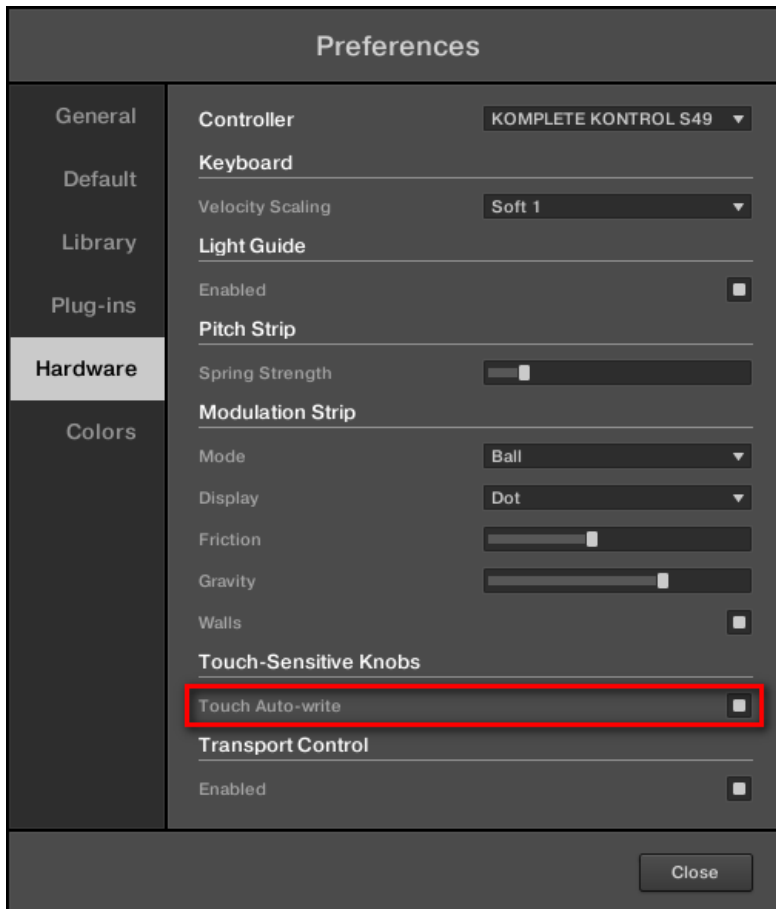 Preferences
General
Default
Library
Plug-ins
Hardware
Colors
Controller KOMPLETE KONTROL S49
Keyboard
Velocity Scaling Soft 1
Light Guide
Enabled
Pitch Strip
Spring Strength
Modulation Strip
Mode Ball
Display Dot
Friction
Gravity
Walls
Touch-Sensitive Knobs
Touch Auto-write
Transport Control
Enabled
Close